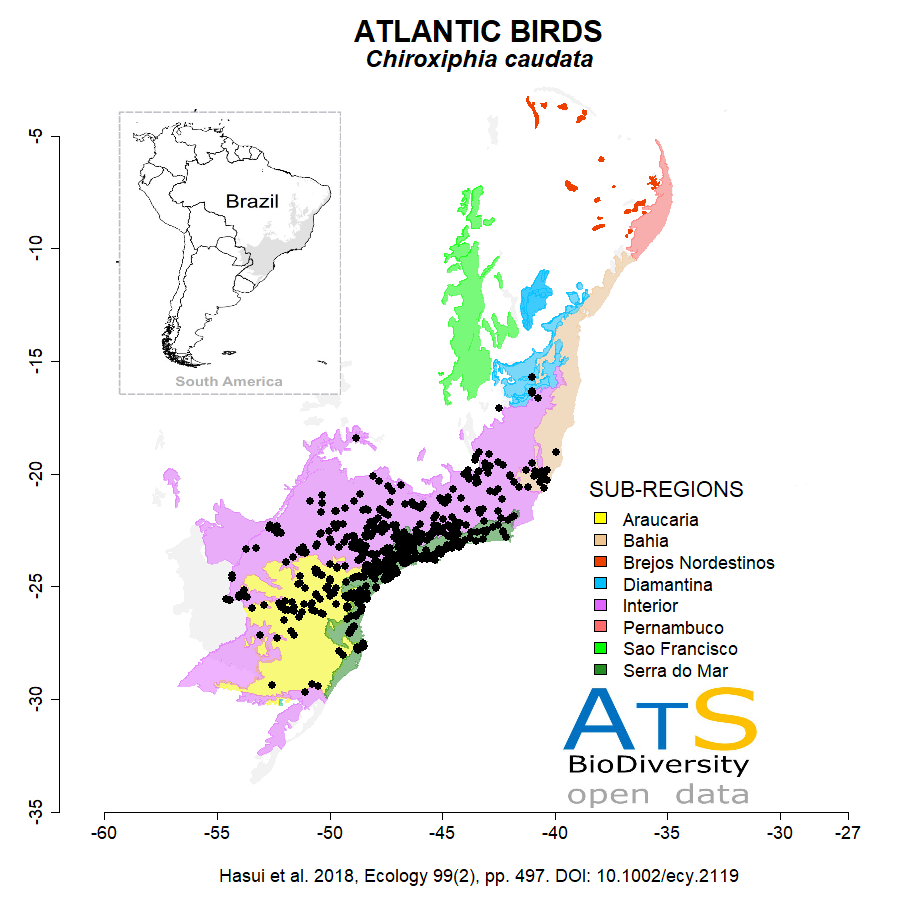 ATLANTIC BIRDS
Chiroxiphia caudata
Brazil
South America
-5
-10
-15
-20
-25
-30
-35
SUB-REGIONS
Araucaria
Bahia
Brejos Nordestinos
Diamantina
Interior
Pernambuco
Sao Francisco
Serra do Mar
ATS
BioDiversity
open data
-60
-55
-50
-45
-40
-35
-30
-27
Hasui et al. 2018, Ecology 99(2), pp. 497. DOI: 10.1002/ecy.2119